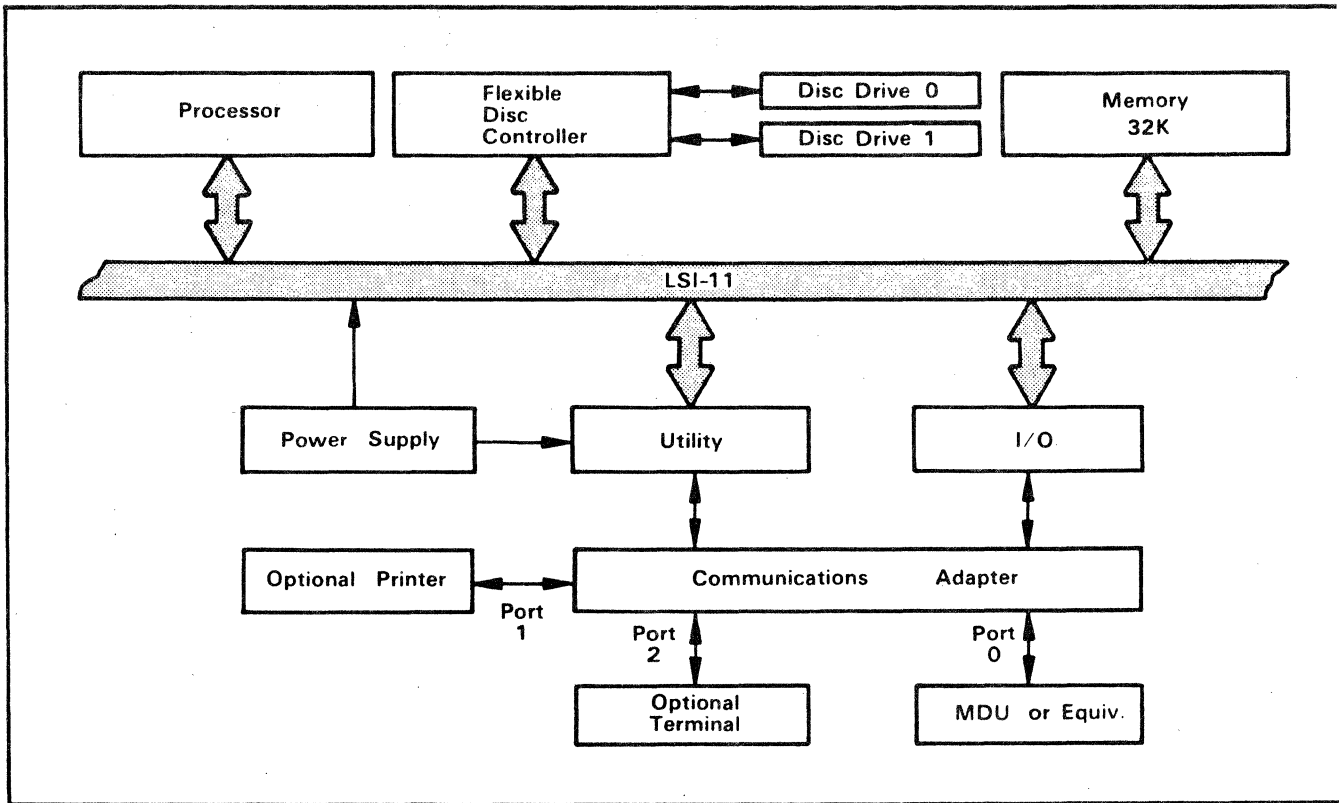 Processor
Flexible
Disc
Controller
Disc Drive 0
Disc Drive 1
Memory
32K
LSI-11
Power Supply
Utility
I/O
Optional Printer
Communications Adapter
Port
1
Port
2
Port
0
Optional
Terminal
MDU or Equiv.